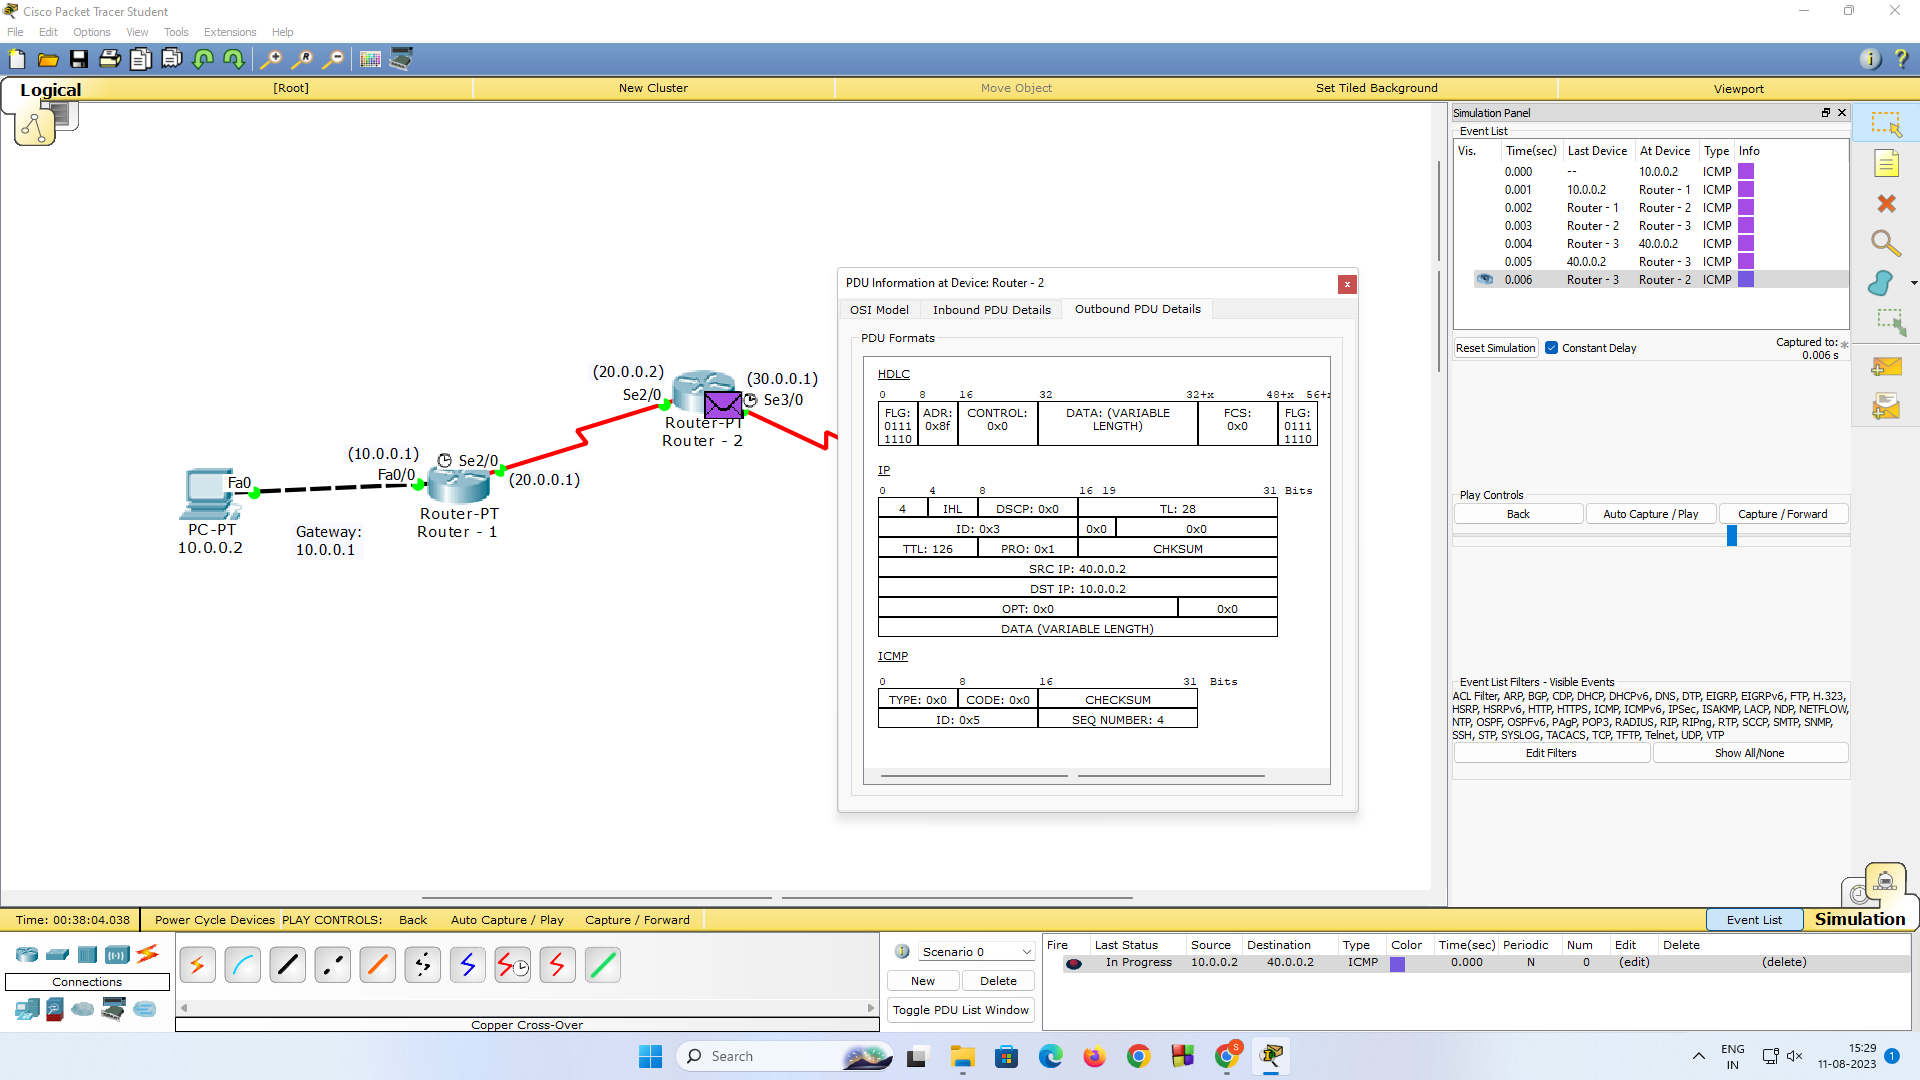 Cisco Packet Tracer Student
File Edit Options View Tools Extensions Help
Logical [Root] New Cluster Move Object Set Tiled Background Viewport
(20.0.0.2)
(30.0.0.1)
Se2/0
Se3/0
Router-PT
Router - 2
(10.0.0.1)
Fa0/0
Se2/0
(20.0.0.1)
Fa0
Router-PT
Router - 1
PC-PT
10.0.0.2
Gateway:
10.0.0.1
PDU Information at Device: Router - 2
x
OSI Model Inbound PDU Details Outbound PDU Details
PDU Formats
HDLC
0 8 16 32 32+x 48+x 56+
FLG: 0111 1110 ADR: 0x8f CONTROL: 0x0 DATA: (VARIABLE LENGTH) FCS: 0x0 FLG: 0111 1110
IP
0 4 8 16 19 31 Bits
4 IHL DSCP: 0x0 TL: 28
ID: 0x3 0x0 0x0
TTL: 126 PRO: 0x1 CHKSUM
SRC IP: 40.0.0.2
DST IP: 10.0.0.2
OPT: 0x0 0x0
DATA (VARIABLE LENGTH)
ICMP
0 8 16 31 Bits
TYPE: 0x0 CODE: 0x0 CHECKSUM
ID: 0x5 SEQ NUMBER: 4
Simulation Panel
Event List
Vis. Time(sec) Last Device At Device Type Info
0.000 -- 10.0.0.2 ICMP
0.001 10.0.0.2 Router - 1 ICMP
0.002 Router - 1 Router - 2 ICMP
0.003 Router - 2 Router - 3 ICMP
0.004 Router - 3 40.0.0.2 ICMP
0.005 40.0.0.2 Router - 3 ICMP
0.006 Router - 3 Router - 2 ICMP
Reset Simulation Constant Delay Captured to: *
0.006 s
Play Controls
Back Auto Capture / Play Capture / Forward
Event List Filters - Visible Events
ACL Filter, ARP, BGP, CDP, DHCP, DHCPv6, DNS, DTP, EIGRP, EIGRPv6, FTP, H.323,
HSRP, HSRPv6, HTTP, HTTPS, ICMP, ICMPv6, IPSec, ISAKMP, LACP, NDP, NETFLOW,
NTP, OSPF, OSPFv6, PAgP, POP3, RADIUS, RIP, RIPng, RTP, SCCP, SMTP, SNMP,
SSH, STP, SYSLOG, TACACS, TCP, TFTP, Telnet, UDP, VTP
Edit Filters Show All/None
Time: 00:38:04.038 Power Cycle Devices PLAY CONTROLS: Back Auto Capture / Play Capture / Forward Event List Simulation
Connections
Copper Cross-Over
Scenario 0
New Delete
Toggle PDU List Window
Fire Last Status Source Destination Type Color Time(sec) Periodic Num Edit Delete
In Progress 10.0.0.2 40.0.0.2 ICMP 0.000 N 0 (edit) (delete)
Search
S
ENG
IN
15:29
11-08-2023
1